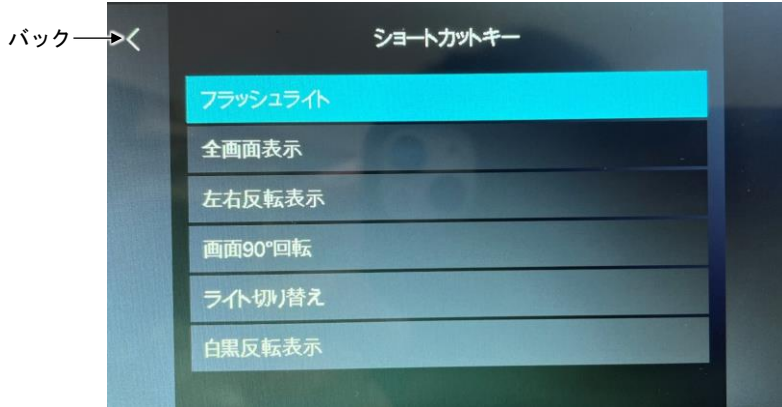 バック
ショートカットキー
フラッシュライト
全画面表示
左右反転表示
画面90°回転
ライト切り替え
白黒反転表示